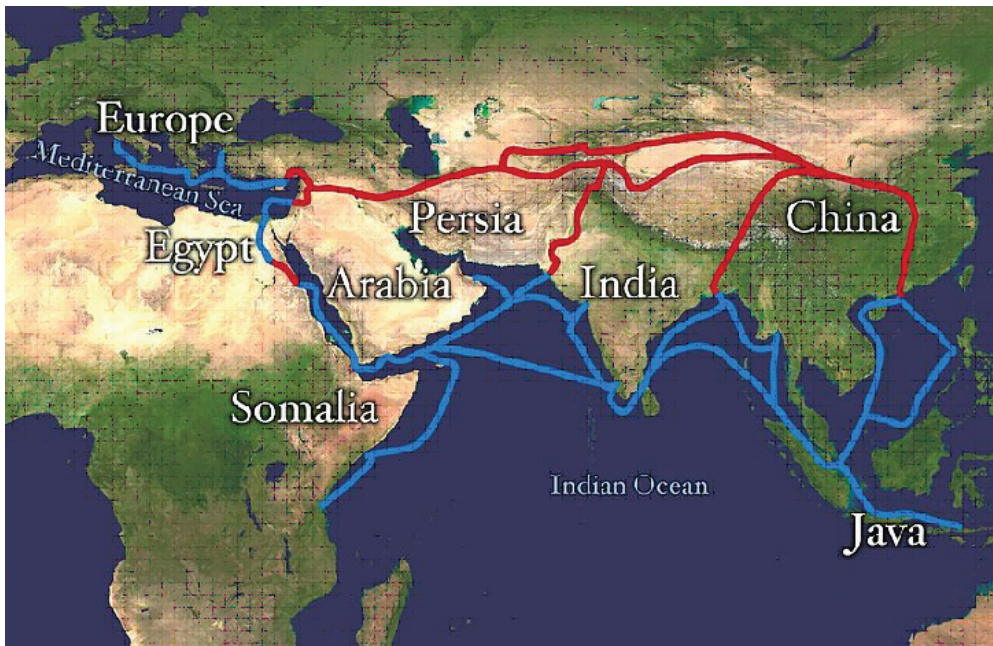 Europe
Mediterranean Sea
Egypt
Persia
China
Arabia
India
Somalia
Indian Ocean
Java